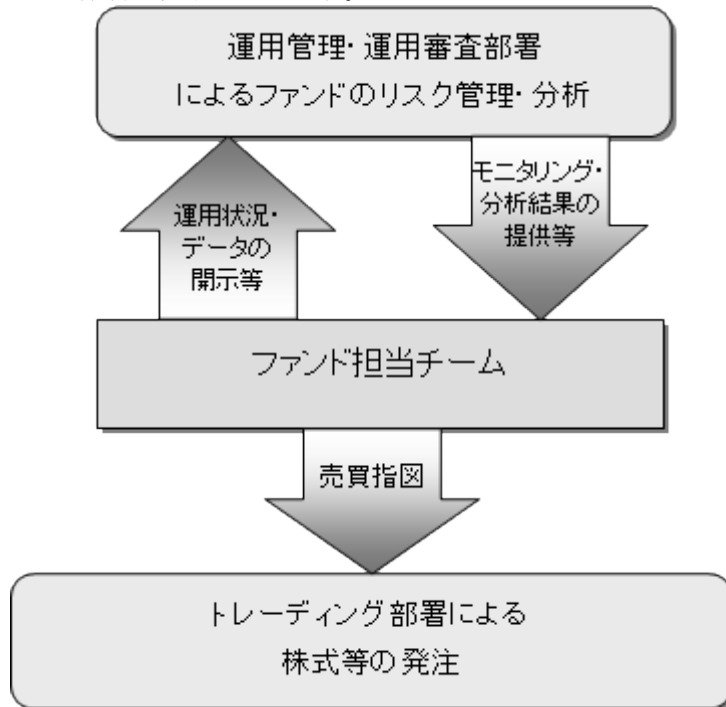 運用管理・運用審査部署
によるファンドのリスク管理・分析
運用状況・
データの
開示等
モニタリング・
分析結果の
提供等
ファンド担当チーム
売買指図
トレーディング部署による
株式等の発注